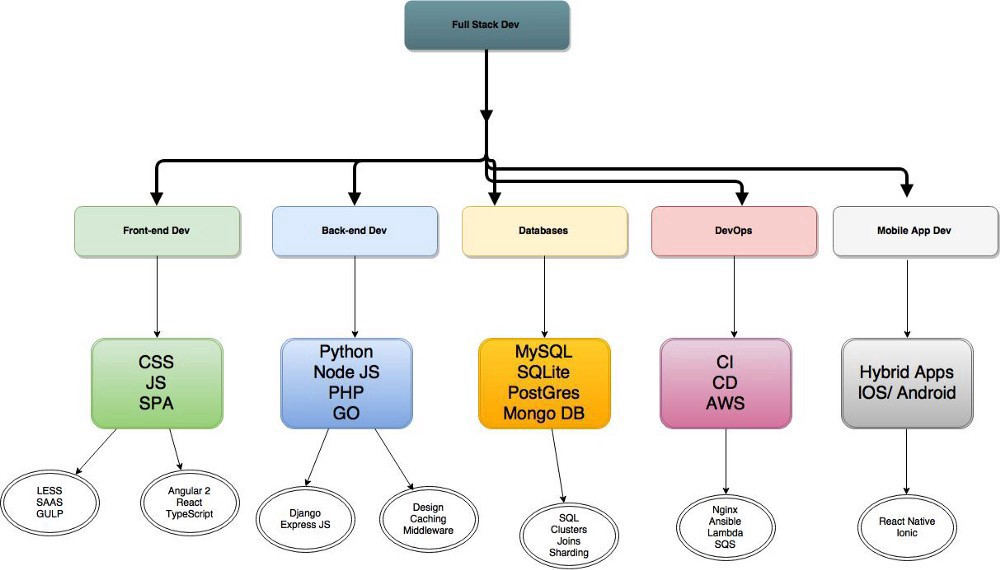 Full Stack Dev
Front-end Dev
Back-end Dev
Databases
DevOps
Mobile App Dev
CSS
JS
SPA
Python
Node JS
PHP
GO
MySQL
SQLite
PostGres
Mongo DB
CI
CD
AWS
Hybrid Apps
IOS/ Android
LESS
SAAS
GULP
Angular 2
React
TypeScript
Django
Express JS
Design
Caching
Middleware
SQL
Clusters
Joins
Sharding
Nginx
Ansible
Lambda
SQS
React Native
Ionic